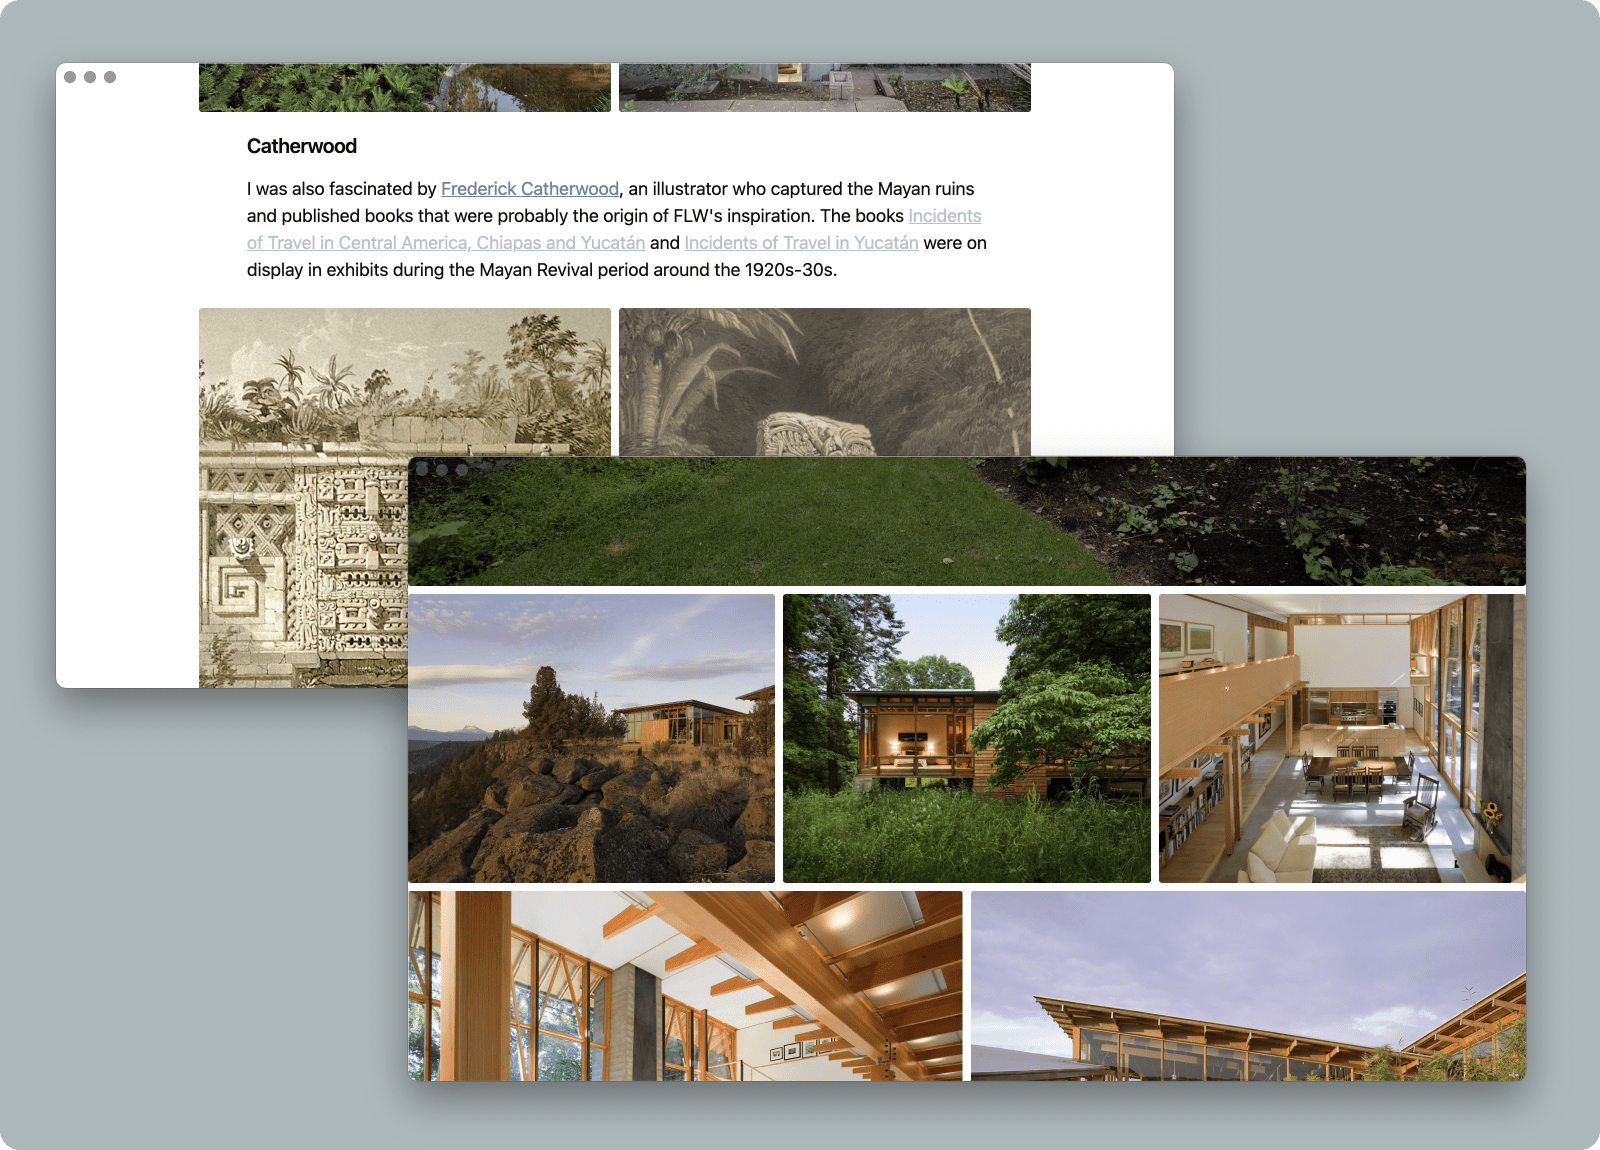 Catherwood
I was also fascinated by Frederick Catherwood, an illustrator who captured the Mayan ruins
and published books that were probably the origin of FLW's inspiration. The books Incidents
of Travel in Central America, Chiapas and Yucatán and Incidents of Travel in Yucatán were on
display in exhibits during the Mayan Revival period around the 1920s-30s.